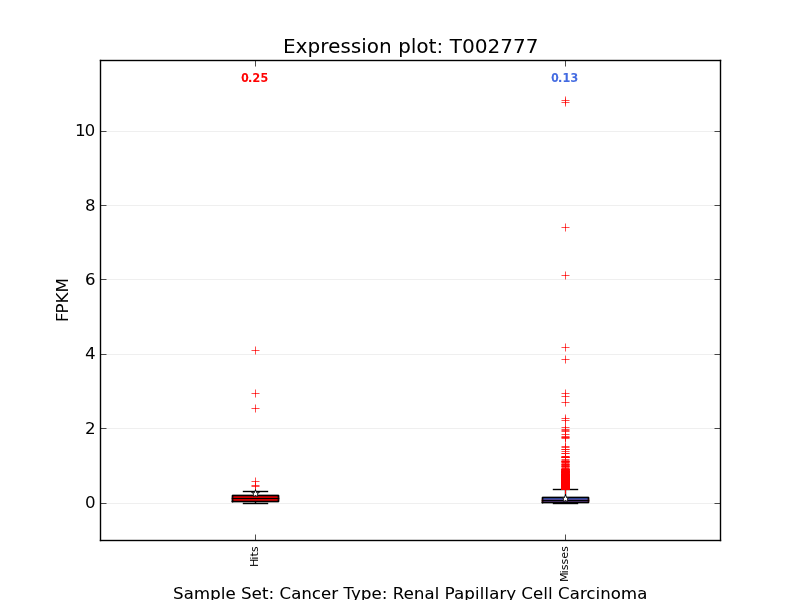 Expression plot: T002777
0.25
0.13
10
8
6
4
2
0
FPKM
Hits
Misses
Sample Set: Cancer Type: Renal Papillary Cell Carcinoma